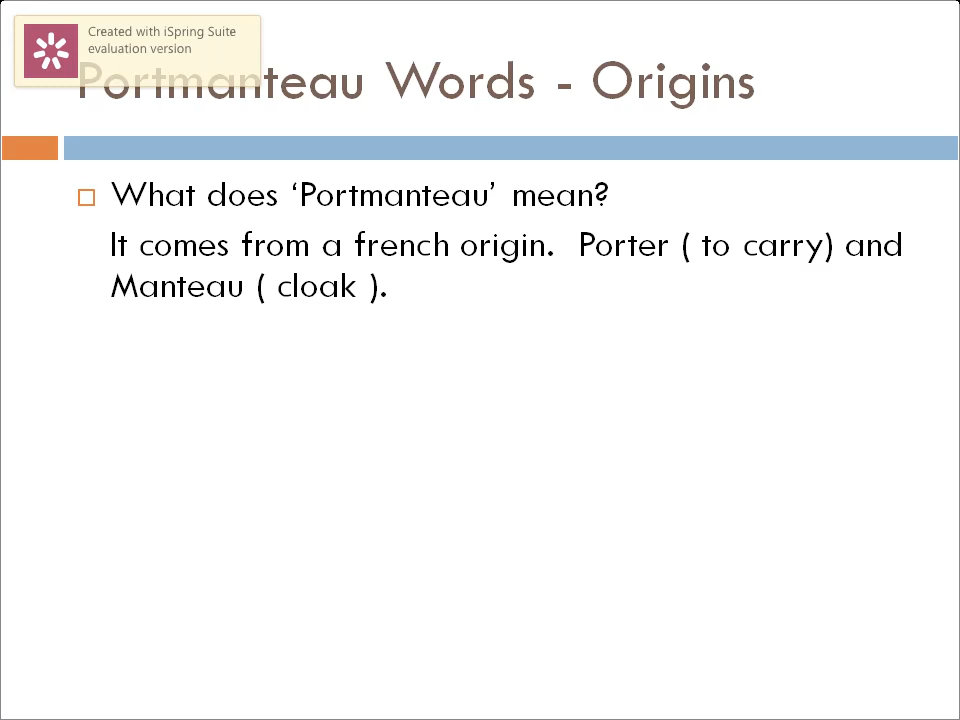 Created with iSpring Suite
evaluation version
Portmanteau Words - Origins
What does ‘Portmanteau’ mean?
It comes from a french origin. Porter ( to carry) and
Manteau ( cloak ).